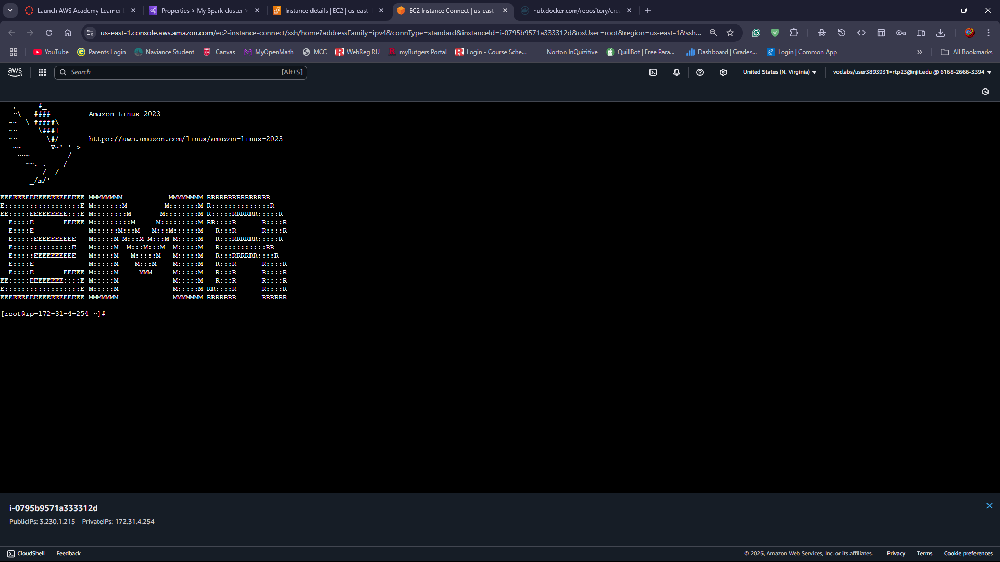 Launch AWS Academy Learner
Properties > My Spark cluster >
Instance details | EC2 | us-east-
EC2 Instance Connect | us-east-
hub.docker.com/repository/cre
us-east-1.console.aws.amazon.com/ec2-instance-connect/ssh/home?addressFamily=ipv4&connType=standard&instanceId=i-0795b9571a333312d&osUser=root&region=us-east-1&ssh...
YouTube
Parents Login
Naviance Student
Canvas
MyOpenMath
MCC
WebReg RU
myRutgers Portal
Login - Course Sche...
Norton InQuizitive
QuillBot | Free Para...
Dashboard | Grades...
Login | Common App
All Bookmarks
aws
Search
[Alt+S]
United States (N. Virginia)
voclabs/user3893931=rtp23@njit.edu @ 6168-2666-3394
   ,     #_
   ~\_  ####_        Amazon Linux 2023
  ~~  \_#####\
  ~~     \###|
  ~~       \#/ ___   https://aws.amazon.com/linux/amazon-linux-2023
   ~~       V~' '->
    ~~~         /
      ~~._.   _/
         _/ _/
       _/m/'
EEEEEEEEEEEEEEEEEEEE MMMMMMMM           MMMMMMMM RRRRRRRRRRRRRRR
E::::::::::::::::::E M:::::::M         M:::::::M R::::::::::::::R
EE:::::EEEEEEEEE:::E M::::::::M       M::::::::M R:::::RRRRRR:::::R
  E::::E       EEEEE M:::::::::M     M:::::::::M RR::::R      R::::R
  E::::E             M::::::M:::M   M:::M::::::M   R:::R      R::::R
  E:::::EEEEEEEEEE   M:::::M M:::M M:::M M:::::M   R:::RRRRRR:::::R
  E::::::::::::::E   M:::::M  M:::M:::M  M:::::M   R:::::::::::RR
  E:::::EEEEEEEEEE   M:::::M   M:::::M   M:::::M   R:::RRRRRR::::R
  E::::E             M:::::M    M:::M    M:::::M   R:::R      R::::R
  E::::E       EEEEE M:::::M     MMM     M:::::M   R:::R      R::::R
EE:::::EEEEEEEE::::E M:::::M             M:::::M   R:::R      R::::R
E::::::::::::::::::E M:::::M             M:::::M RR::::R      R::::R
EEEEEEEEEEEEEEEEEEEE MMMMMMM             MMMMMMM RRRRRRR      RRRRRR
[root@ip-172-31-4-254 ~]#
i-0795b9571a333312d
PublicIPs: 3.230.1.215 PrivateIPs: 172.31.4.254
CloudShell
Feedback
© 2025, Amazon Web Services, Inc. or its affiliates.
Privacy
Terms
Cookie preferences